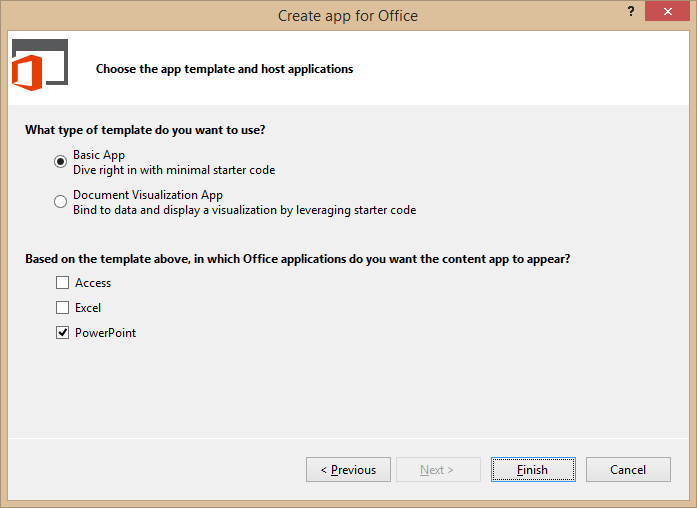 Create app for Office
?
Choose the app template and host applications
What type of template do you want to use?
Basic App
Dive right in with minimal starter code
Document Visualization App
Bind to data and display a visualization by leveraging starter code
Based on the template above, in which Office applications do you want the content app to appear?
Access
Excel
PowerPoint
< Previous
Next >
Finish
Cancel